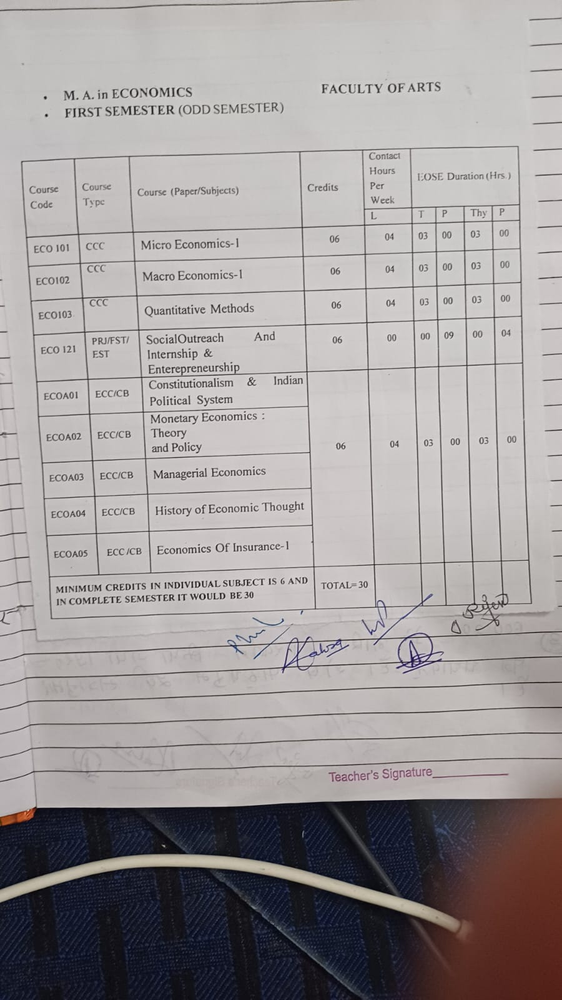 • M. A. in ECONOMICS FACULTY OF ARTS
• FIRST SEMESTER (ODD SEMESTER)
Course Code Course Type Course (Paper/Subjects) Credits Contact Hours Per Week EOSE Duration (Hrs.)
L T P Thy P
ECO 101 CCC Micro Economics-1 06 04 03 00 03 00
ECO102 CCC Macro Economics-1 06 04 03 00 03 00
ECO103 CCC Quantitative Methods 06 04 03 00 03 00
ECO 121 PRJ/FST/ EST SocialOutreach And 06 00 00 09 00 04
Internship &
Enterepreneurship
ECOA01 ECC/CB Constitutionalism & Indian
Political System
ECOA02 ECC/CB Monetary Economics :
Theory
and Policy 06 04 03 00 03 00
ECOA03 ECC/CB Managerial Economics
ECOA04 ECC/CB History of Economic Thought
ECOA05 ECC /CB Economics Of Insurance-1
MINIMUM CREDITS IN INDIVIDUAL SUBJECT IS 6 AND TOTAL=30
IN COMPLETE SEMESTER IT WOULD BE 30
Teacher's Signature